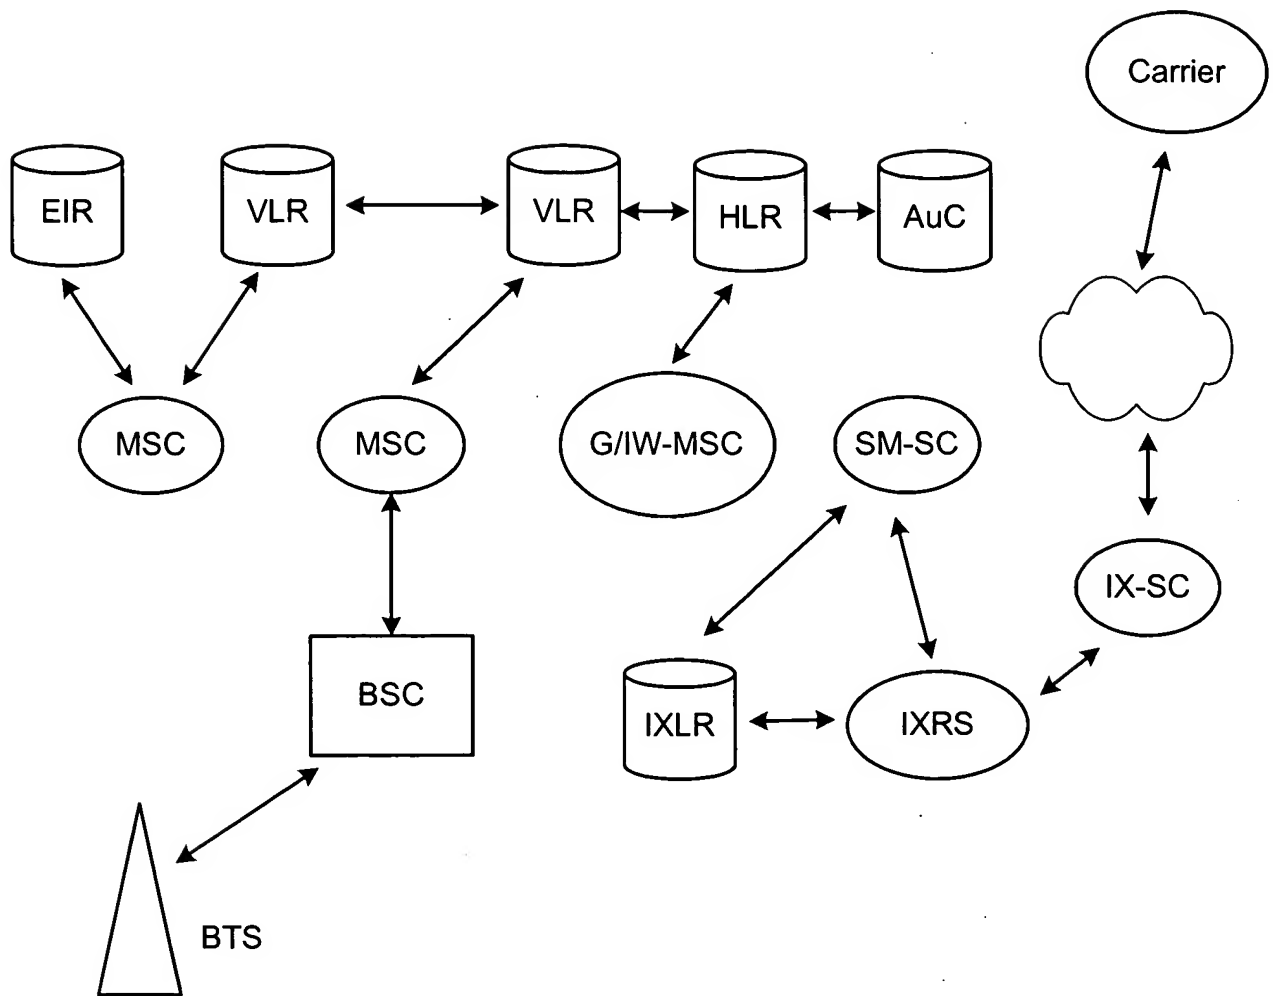 Carrier
EIR
VLR
VLR
HLR
AuC
MSC
MSC
G/IW-MSC
SM-SC
IX-SC
BSC
IXLR
IXRS
BTS